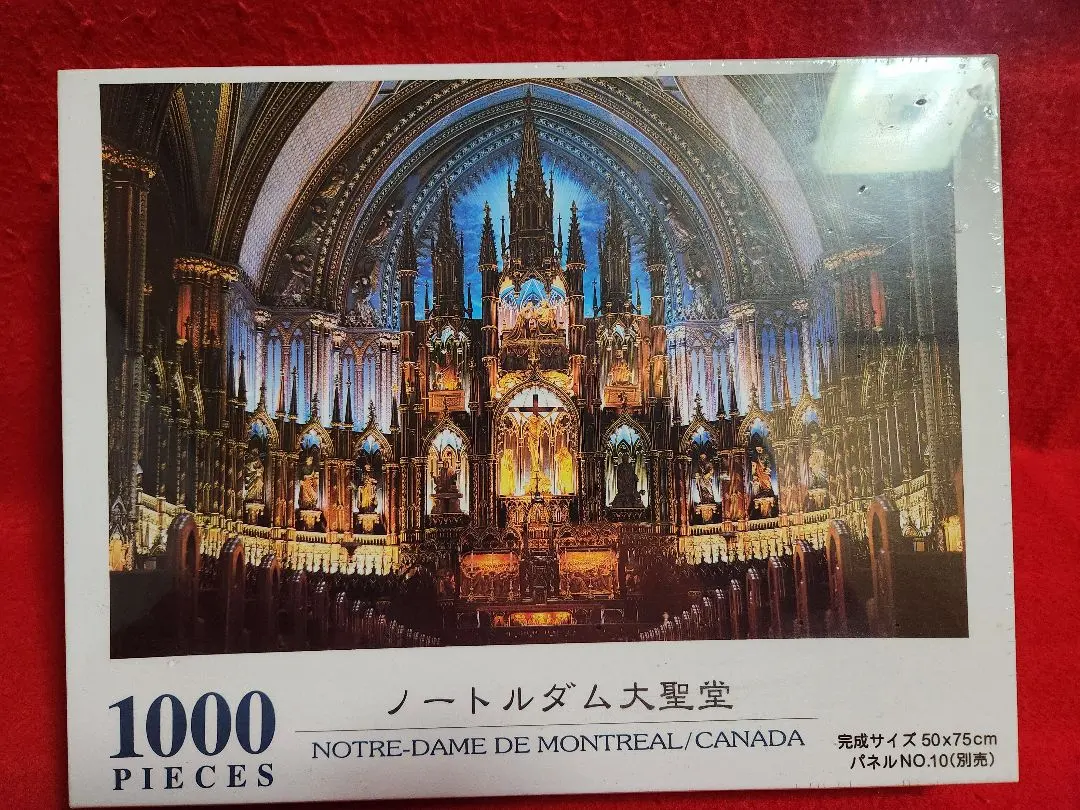 1000
PIECES
ノートルダム大聖堂
NOTRE-DAME DE MONTREAL/CANADA
完成サイズ 50x75cm
パネルNO.10(別売)